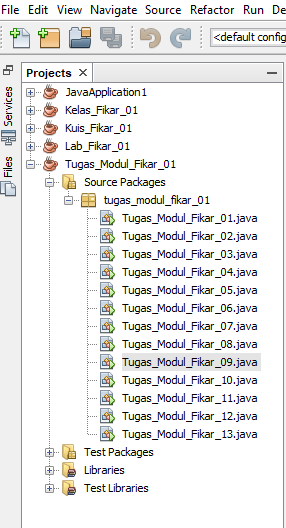 File Edit View Navigate Source Refactor Run D
<default config
Projects
Services
Files
JavaApplication1
Kelas_Fikar_01
Kuis_Fikar_01
Lab_Fikar_01
Tugas_Modul_Fikar_01
Source Packages
tugas_modul_fikar_01
Tugas_Modul_Fikar_01.java
Tugas_Modul_Fikar_02.java
Tugas_Modul_Fikar_03.java
Tugas_Modul_Fikar_04.java
Tugas_Modul_Fikar_05.java
Tugas_Modul_Fikar_06.java
Tugas_Modul_Fikar_07.java
Tugas_Modul_Fikar_08.java
Tugas_Modul_Fikar_09.java
Tugas_Modul_Fikar_10.java
Tugas_Modul_Fikar_11.java
Tugas_Modul_Fikar_12.java
Tugas_Modul_Fikar_13.java
Test Packages
Libraries
Test Libraries